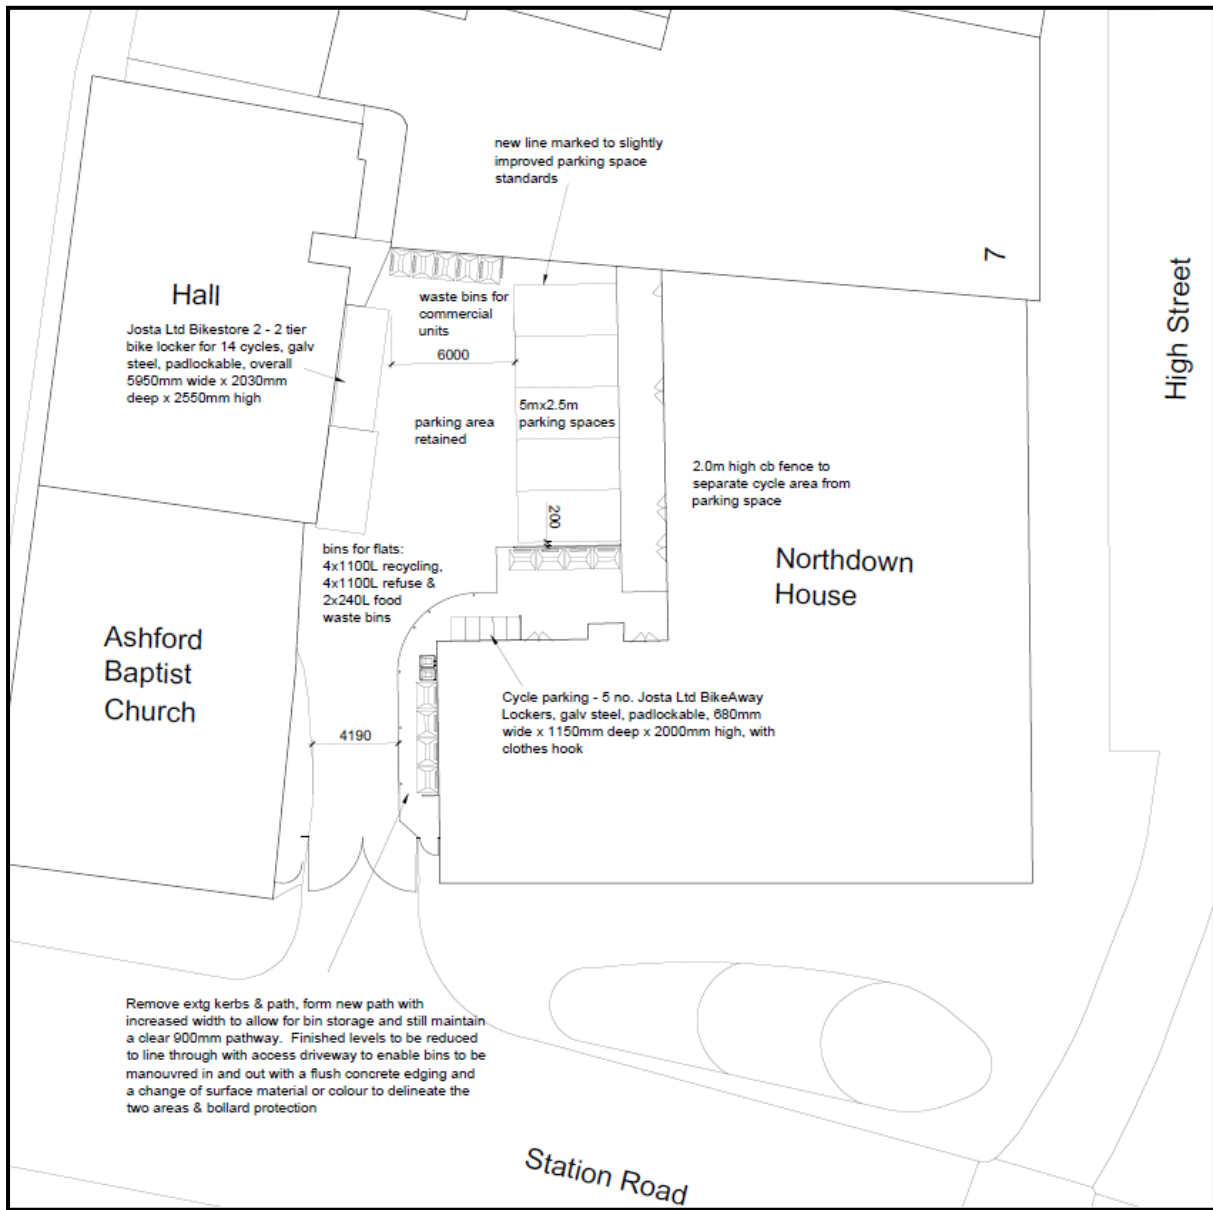 new line marked to slightly
improved parking space
standards
7
High Street
Hall
Josta Ltd Bikestore 2 - 2 tier
bike locker for 14 cycles, galv
steel, padlockable, overall
5950mm wide x 2030mm
deep x 2550mm high
waste bins for
commercial
units
6000
parking area
retained
5mx2.5m
parking spaces
2.0m high cb fence to
separate cycle area from
parking space
200
bins for flats:
4x1100L recycling,
4x1100L refuse &
2x240L food
waste bins
Northdown
House
Ashford
Baptist
Church
Cycle parking - 5 no. Josta Ltd BikeAway
Lockers, galv steel, padlockable, 680mm
wide x 1150mm deep x 2000mm high, with
clothes hook
4190
Remove extg kerbs & path, form new path with
increased width to allow for bin storage and still maintain
a clear 900mm pathway. Finished levels to be reduced
to line through with access driveway to enable bins to be
manouvred in and out with a flush concrete edging and
a change of surface material or colour to delineate the
two areas & bollard protection
Station Road